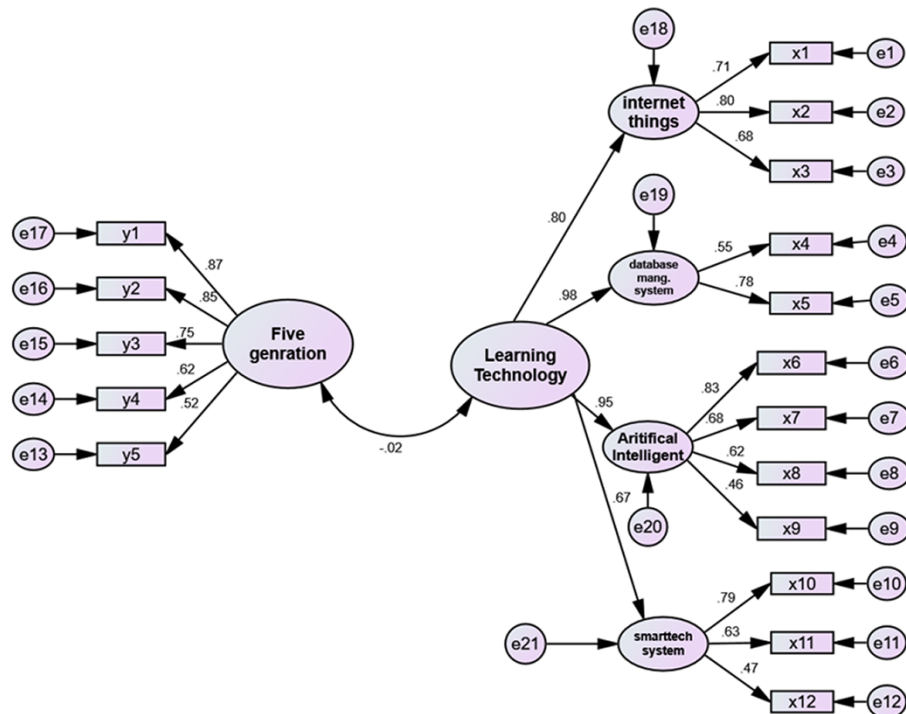 e18
e1
x1
.71
internet
things
.80
x2
e2
.68
x3
e3
e19
.80
e17
y1
.55
x4
e4
database
mang.
system
.87
e16
y2
.98
.78
x5
e5
.85
Five
genration
e15
y3
.75
Learning
Technology
x6
e6
.62
.83
e14
y4
.95
.68
x7
e7
.52
Aritifical
Intelligent
e13
y5
-.02
.62
x8
e8
.67
.46
e20
x9
e9
.79
x10
e10
e21
smarttech
system
.63
x11
e11
.47
x12
e12